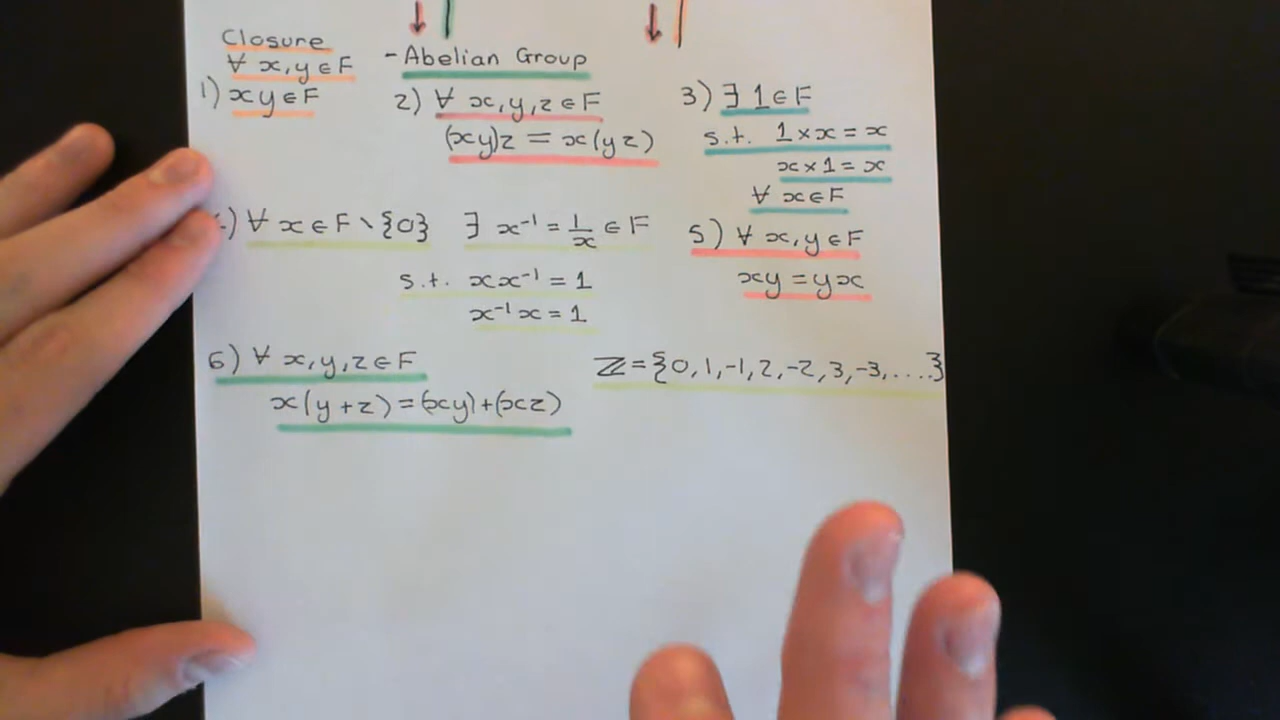 Closure
∀ x,y ∈ F
- Abelian Group
1) xy ∈ F
2) ∀ x,y,z ∈ F
(xy)z = x(yz)
3) ∃ 1 ∈ F
s.t. 1 × x = x
x × 1 = x
∀ x ∈ F
) ∀ x ∈ F \ {0} ∃ x⁻¹ = 1/x ∈ F
s.t. xx⁻¹ = 1
x⁻¹x = 1
5) ∀ x,y ∈ F
xy = yx
6) ∀ x,y,z ∈ F
x(y+z) = (xy)+(xz)
ℤ = {0,1,-1,2,-2,3,-3,....}